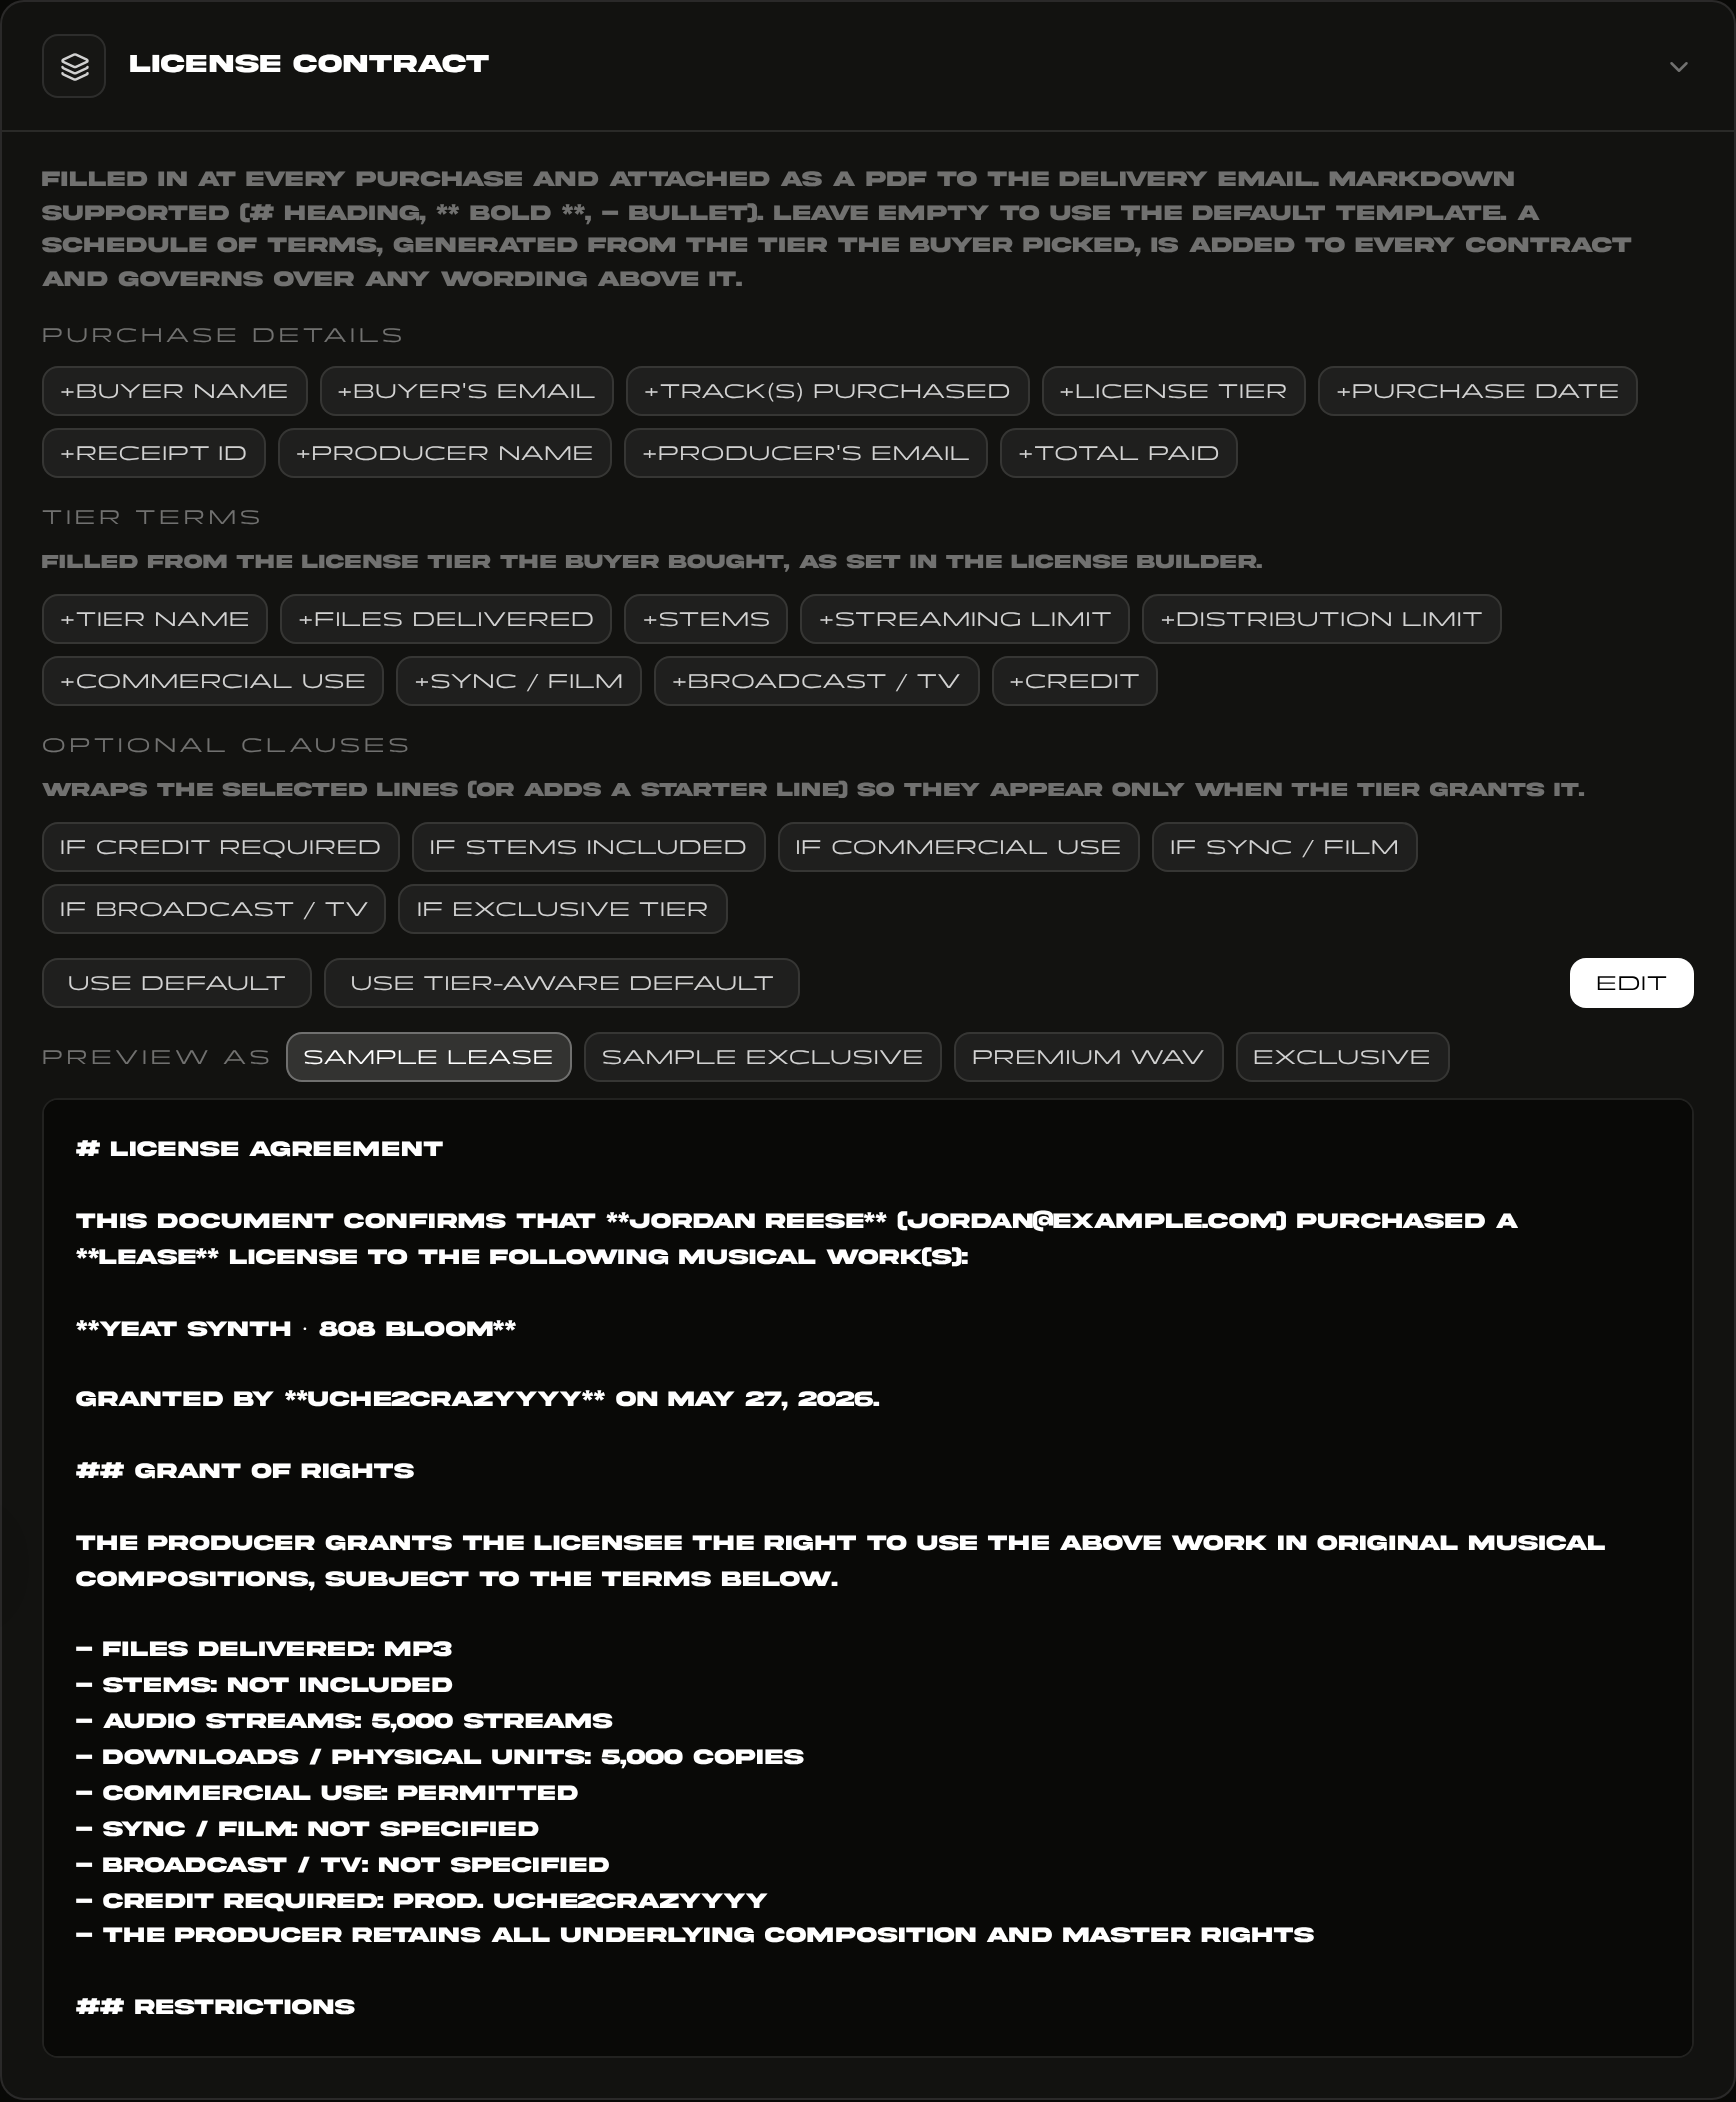 LICENSE CONTRACT
FILLED IN AT EVERY PURCHASE AND ATTACHED AS A PDF TO THE DELIVERY EMAIL. MARKDOWN
SUPPORTED (# HEADING, ** BOLD **, – BULLET). LEAVE EMPTY TO USE THE DEFAULT TEMPLATE. A
SCHEDULE OF TERMS, GENERATED FROM THE TIER THE BUYER PICKED, IS ADDED TO EVERY CONTRACT
AND GOVERNS OVER ANY WORDING ABOVE IT.
PURCHASE DETAILS
+BUYER NAME +BUYER'S EMAIL +TRACK(S) PURCHASED +LICENSE TIER +PURCHASE DATE
+RECEIPT ID +PRODUCER NAME +PRODUCER'S EMAIL +TOTAL PAID
TIER TERMS
FILLED FROM THE LICENSE TIER THE BUYER BOUGHT, AS SET IN THE LICENSE BUILDER.
+TIER NAME +FILES DELIVERED +STEMS +STREAMING LIMIT +DISTRIBUTION LIMIT
+COMMERCIAL USE +SYNC / FILM +BROADCAST / TV +CREDIT
OPTIONAL CLAUSES
WRAPS THE SELECTED LINES (OR ADDS A STARTER LINE) SO THEY APPEAR ONLY WHEN THE TIER GRANTS IT.
IF CREDIT REQUIRED IF STEMS INCLUDED IF COMMERCIAL USE IF SYNC / FILM
IF BROADCAST / TV IF EXCLUSIVE TIER
USE DEFAULT USE TIER-AWARE DEFAULT EDIT
PREVIEW AS SAMPLE LEASE SAMPLE EXCLUSIVE PREMIUM WAV EXCLUSIVE
# LICENSE AGREEMENT
THIS DOCUMENT CONFIRMS THAT **JORDAN REESE** (JORDAN@EXAMPLE.COM) PURCHASED A
**LEASE** LICENSE TO THE FOLLOWING MUSICAL WORK(S):
**YEAT SYNTH · 808 BLOOM**
GRANTED BY **UCHE2CRAZYYYY** ON MAY 27, 2026.
## GRANT OF RIGHTS
THE PRODUCER GRANTS THE LICENSEE THE RIGHT TO USE THE ABOVE WORK IN ORIGINAL MUSICAL
COMPOSITIONS, SUBJECT TO THE TERMS BELOW.
– FILES DELIVERED: MP3
– STEMS: NOT INCLUDED
– AUDIO STREAMS: 5,000 STREAMS
– DOWNLOADS / PHYSICAL UNITS: 5,000 COPIES
– COMMERCIAL USE: PERMITTED
– SYNC / FILM: NOT SPECIFIED
– BROADCAST / TV: NOT SPECIFIED
– CREDIT REQUIRED: PROD. UCHE2CRAZYYYY
– THE PRODUCER RETAINS ALL UNDERLYING COMPOSITION AND MASTER RIGHTS
## RESTRICTIONS